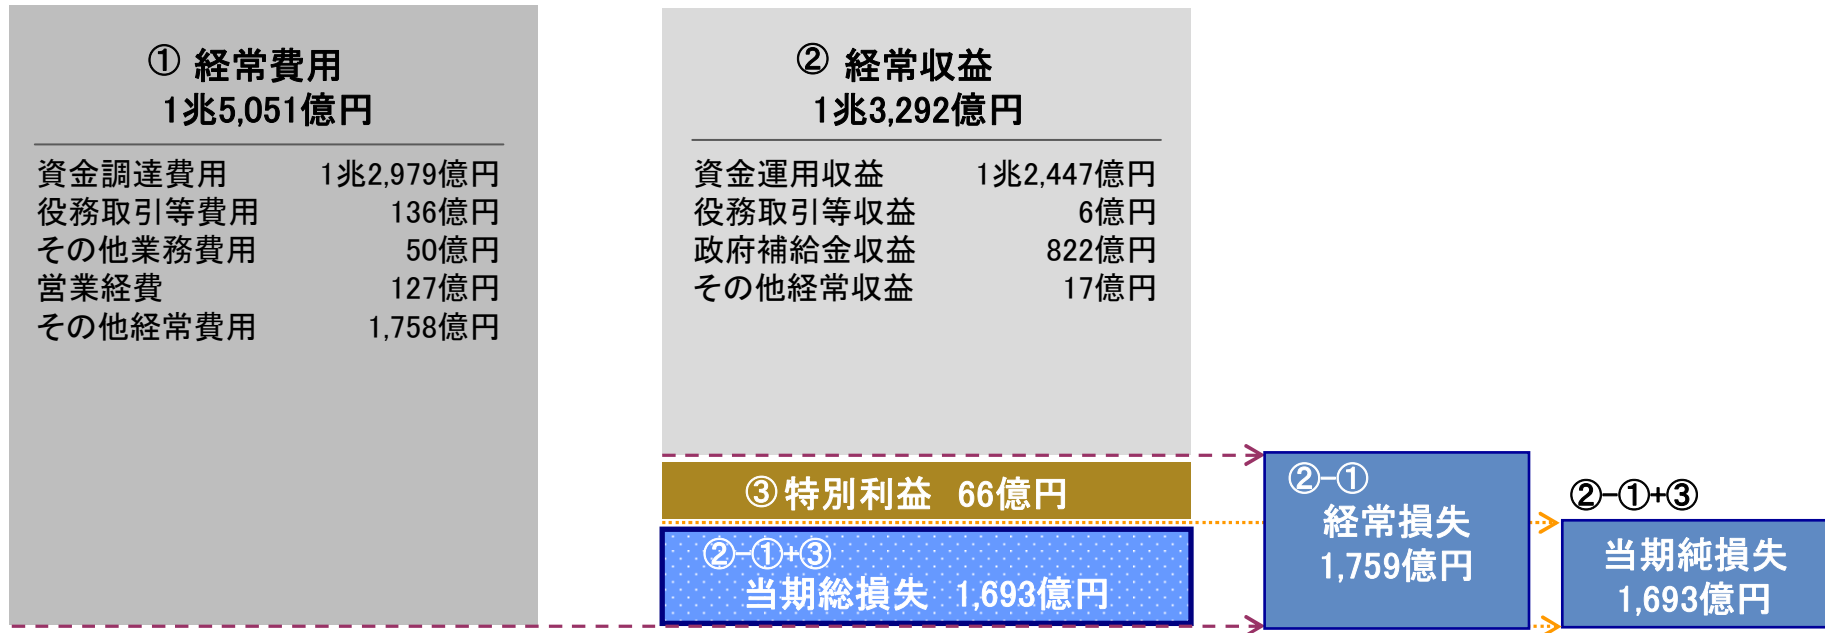 ① 経常費用
1兆5,051億円
資金調達費用 1兆2,979億円
役務取引等費用 136億円
その他業務費用 50億円
営業経費 127億円
その他経常費用 1,758億円
② 経常収益
1兆3,292億円
資金運用収益 1兆2,447億円
役務取引等収益 6億円
政府補給金収益 822億円
その他経常収益 17億円
③特別利益 66億円
②-①+③
当期総損失 1,693億円
②-①
経常損失
1,759億円
②-①+③
当期純損失
1,693億円